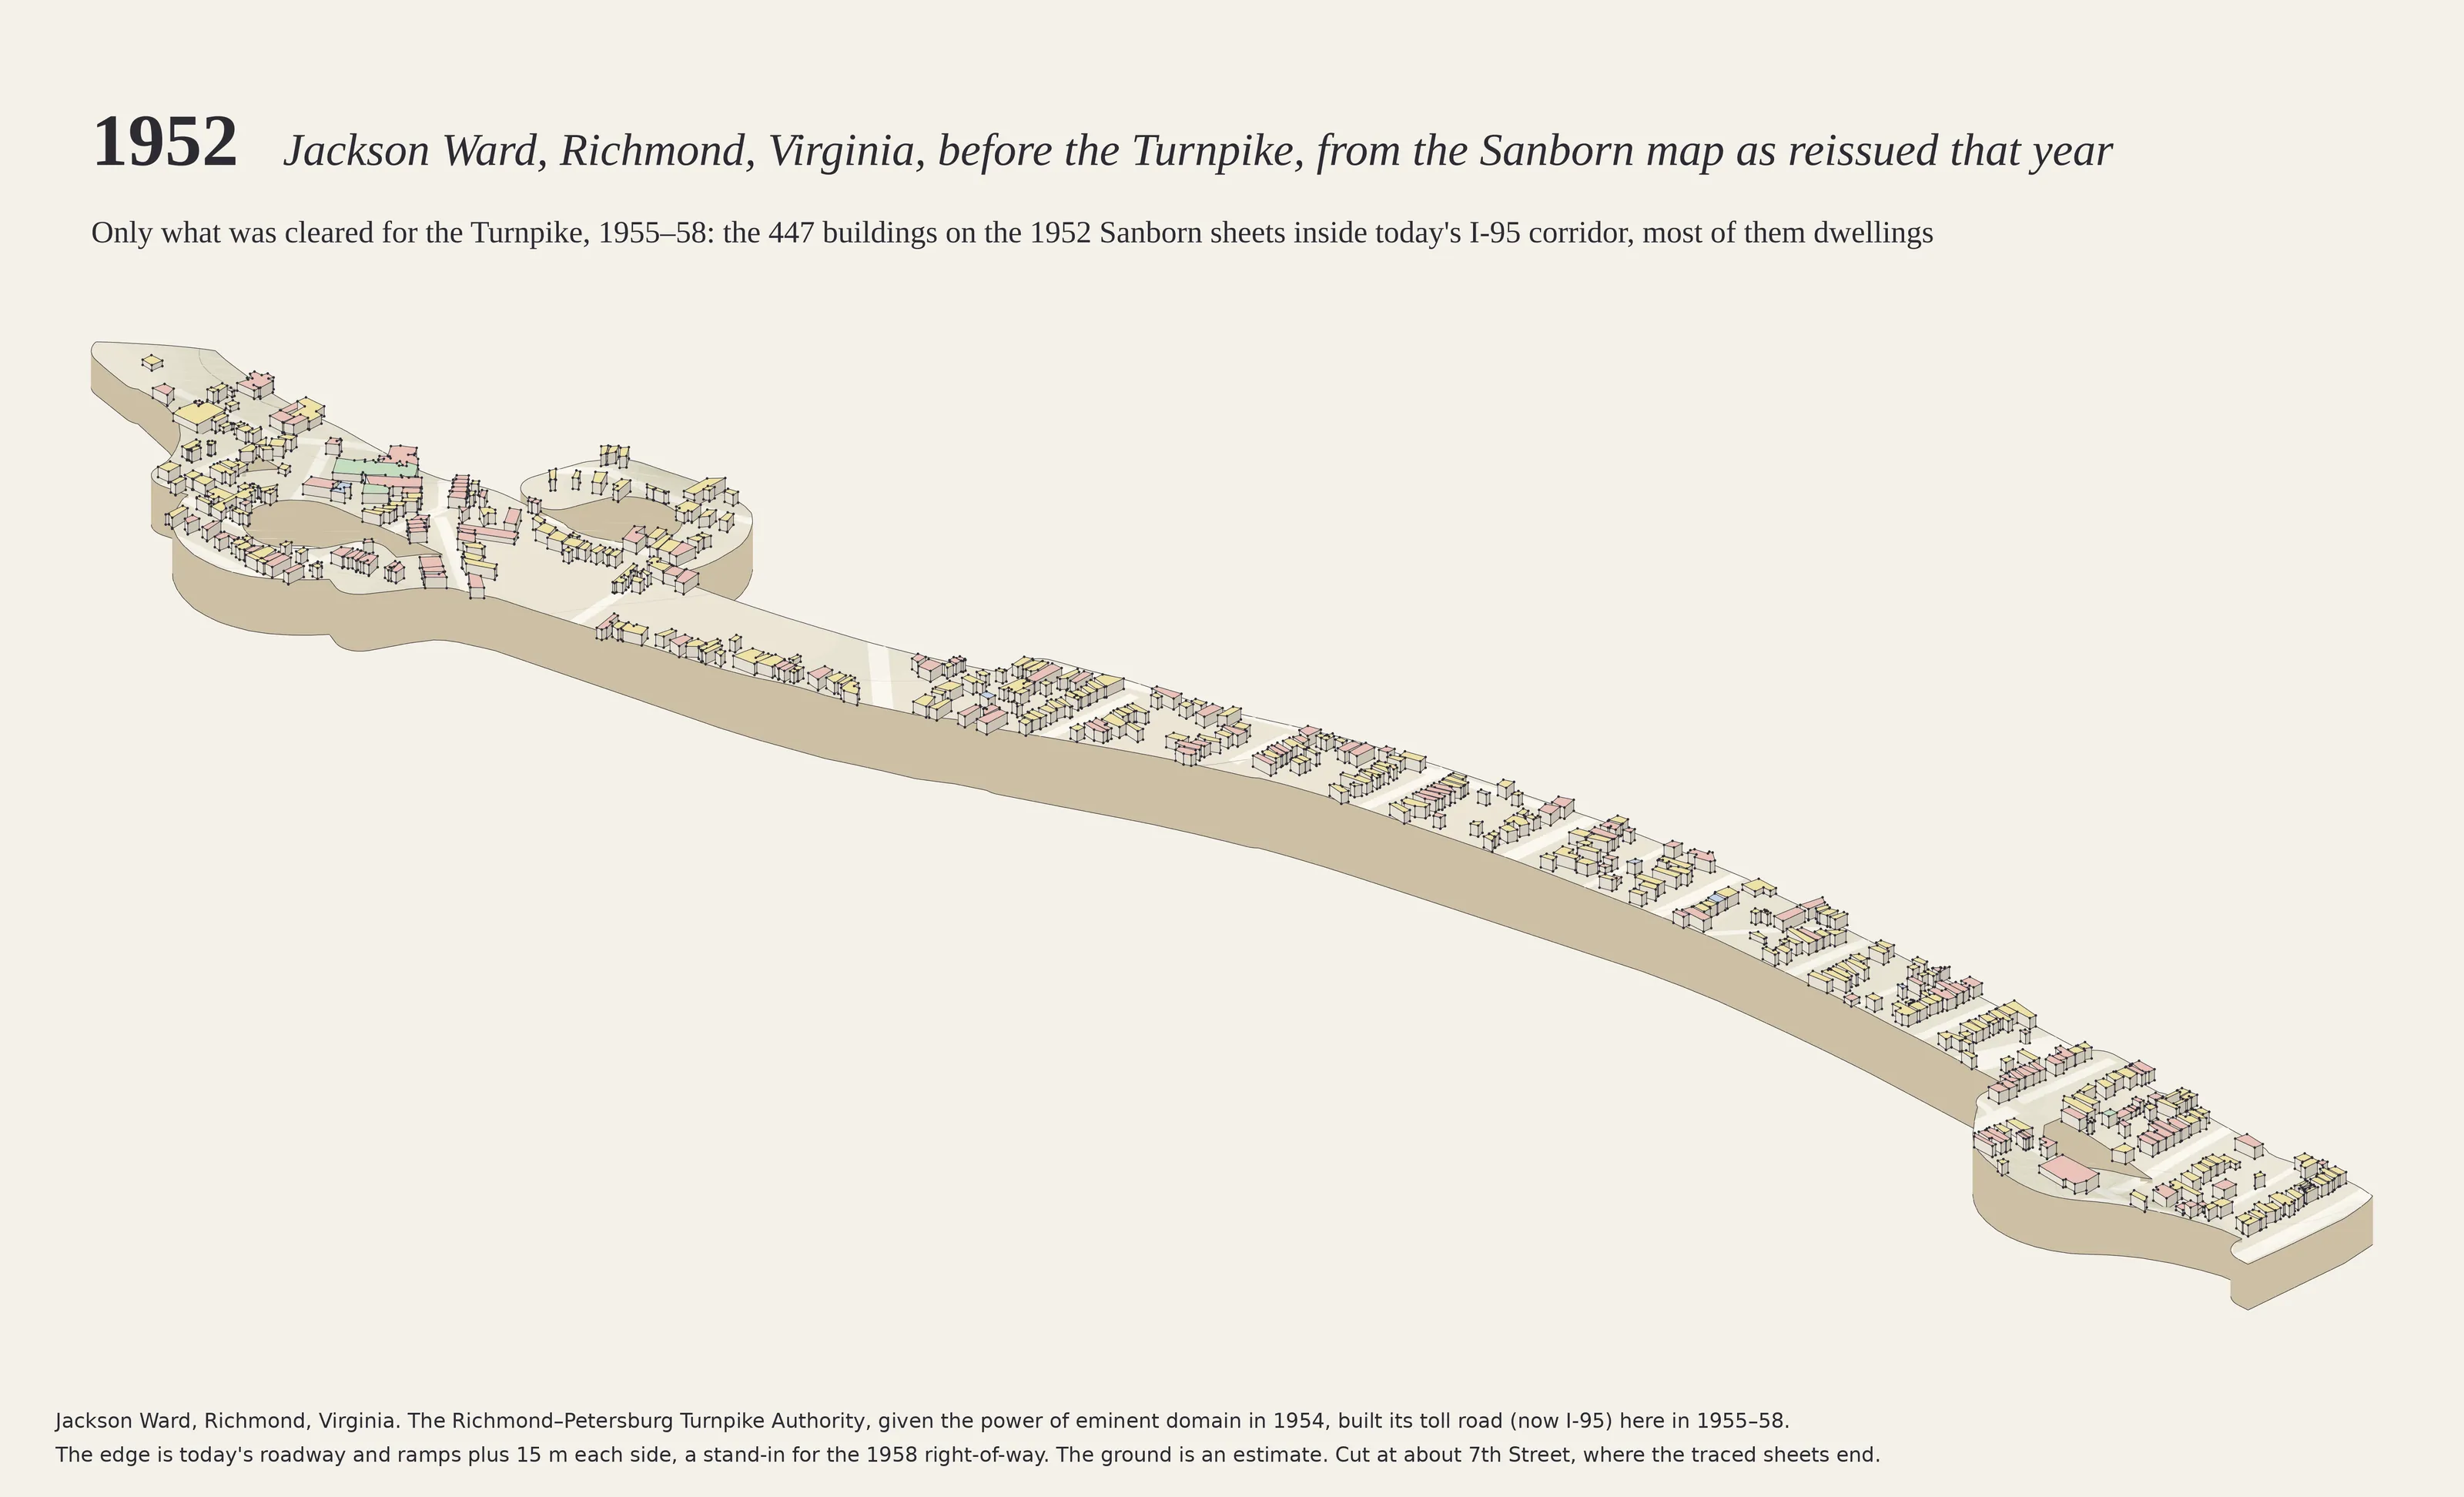 1952 Jackson Ward, Richmond, Virginia, before the Turnpike, from the Sanborn map as reissued that year
Only what was cleared for the Turnpike, 1955–58: the 447 buildings on the 1952 Sanborn sheets inside today's I-95 corridor, most of them dwellings
Jackson Ward, Richmond, Virginia. The Richmond–Petersburg Turnpike Authority, given the power of eminent domain in 1954, built its toll road (now I-95) here in 1955–58.
The edge is today's roadway and ramps plus 15 m each side, a stand-in for the 1958 right-of-way. The ground is an estimate. Cut at about 7th Street, where the traced sheets end.